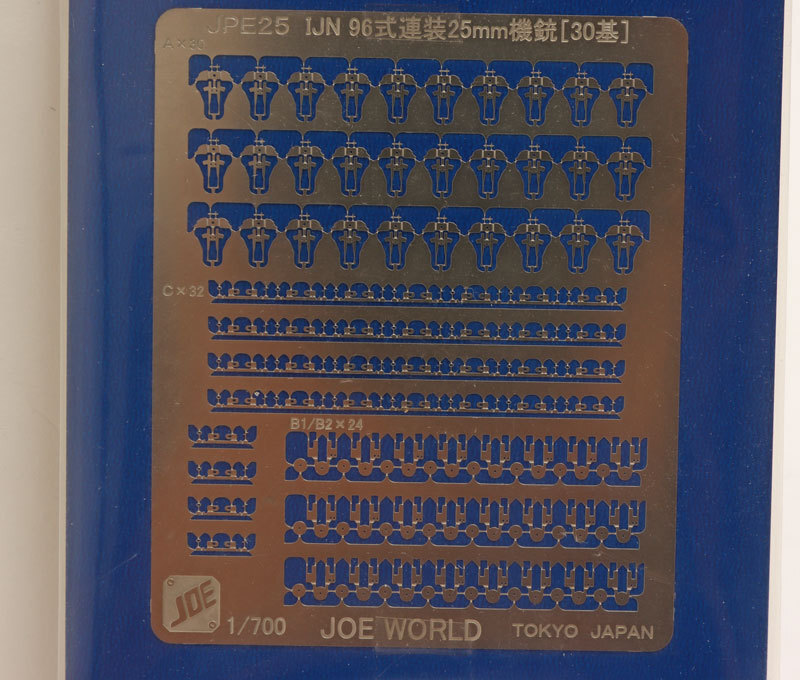 JPE25 IJN 96式連装25mm機銃[30基]
A×30
C×32
B1/B2×24
JOE
1/700 JOE WORLD TOKYO JAPAN